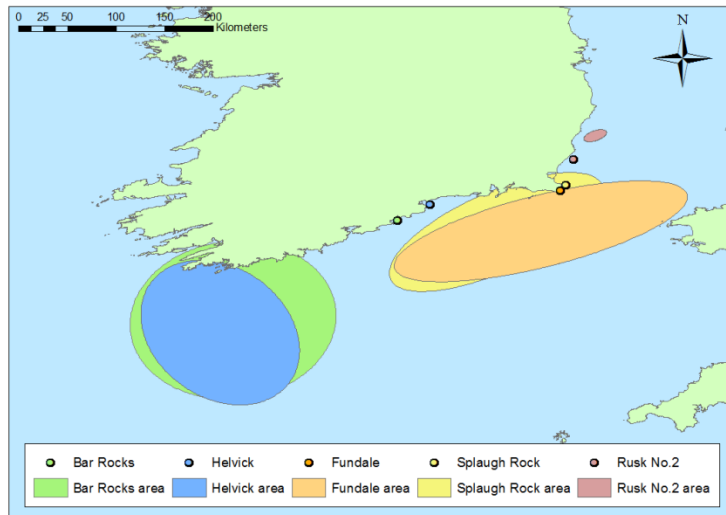 0 25 50 100 150 200
Kilometers
N
Bar Rocks Helvick Fundale Splaugh Rock Rusk No.2
Bar Rocks area Helvick area Fundale area Splaugh Rock area Rusk No.2 area